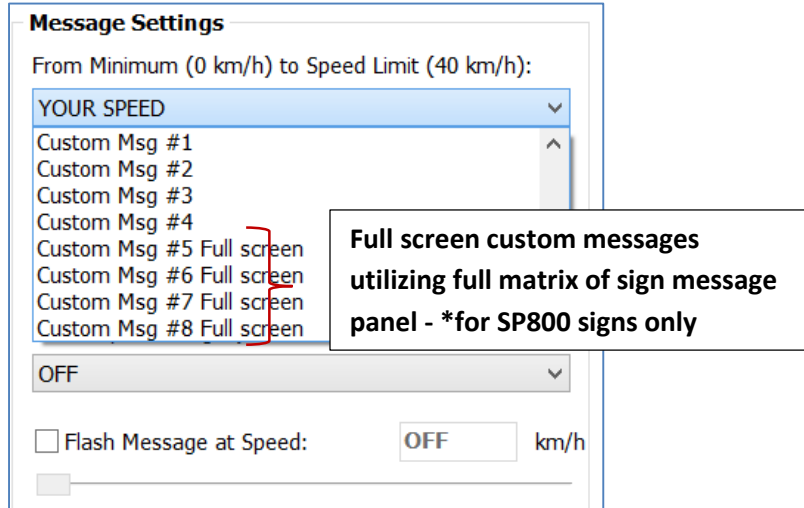 Message Settings
From Minimum (0 km/h) to Speed Limit (40 km/h):
YOUR SPEED
Custom Msg #1
Custom Msg #2
Custom Msg #3
Custom Msg #4
Custom Msg #5 Full screen
Custom Msg #6 Full screen
Custom Msg #7 Full screen
Custom Msg #8 Full screen
Full screen custom messages
utilizing full matrix of sign message
panel - *for SP800 signs only
OFF
Flash Message at Speed: OFF km/h